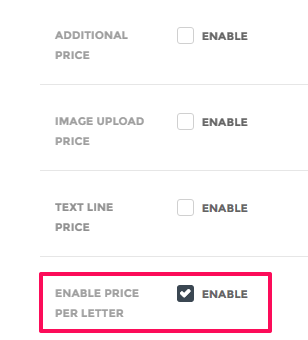 ADDITIONAL PRICE
ENABLE
IMAGE UPLOAD PRICE
ENABLE
TEXT LINE PRICE
ENABLE
ENABLE PRICE PER LETTER
ENABLE